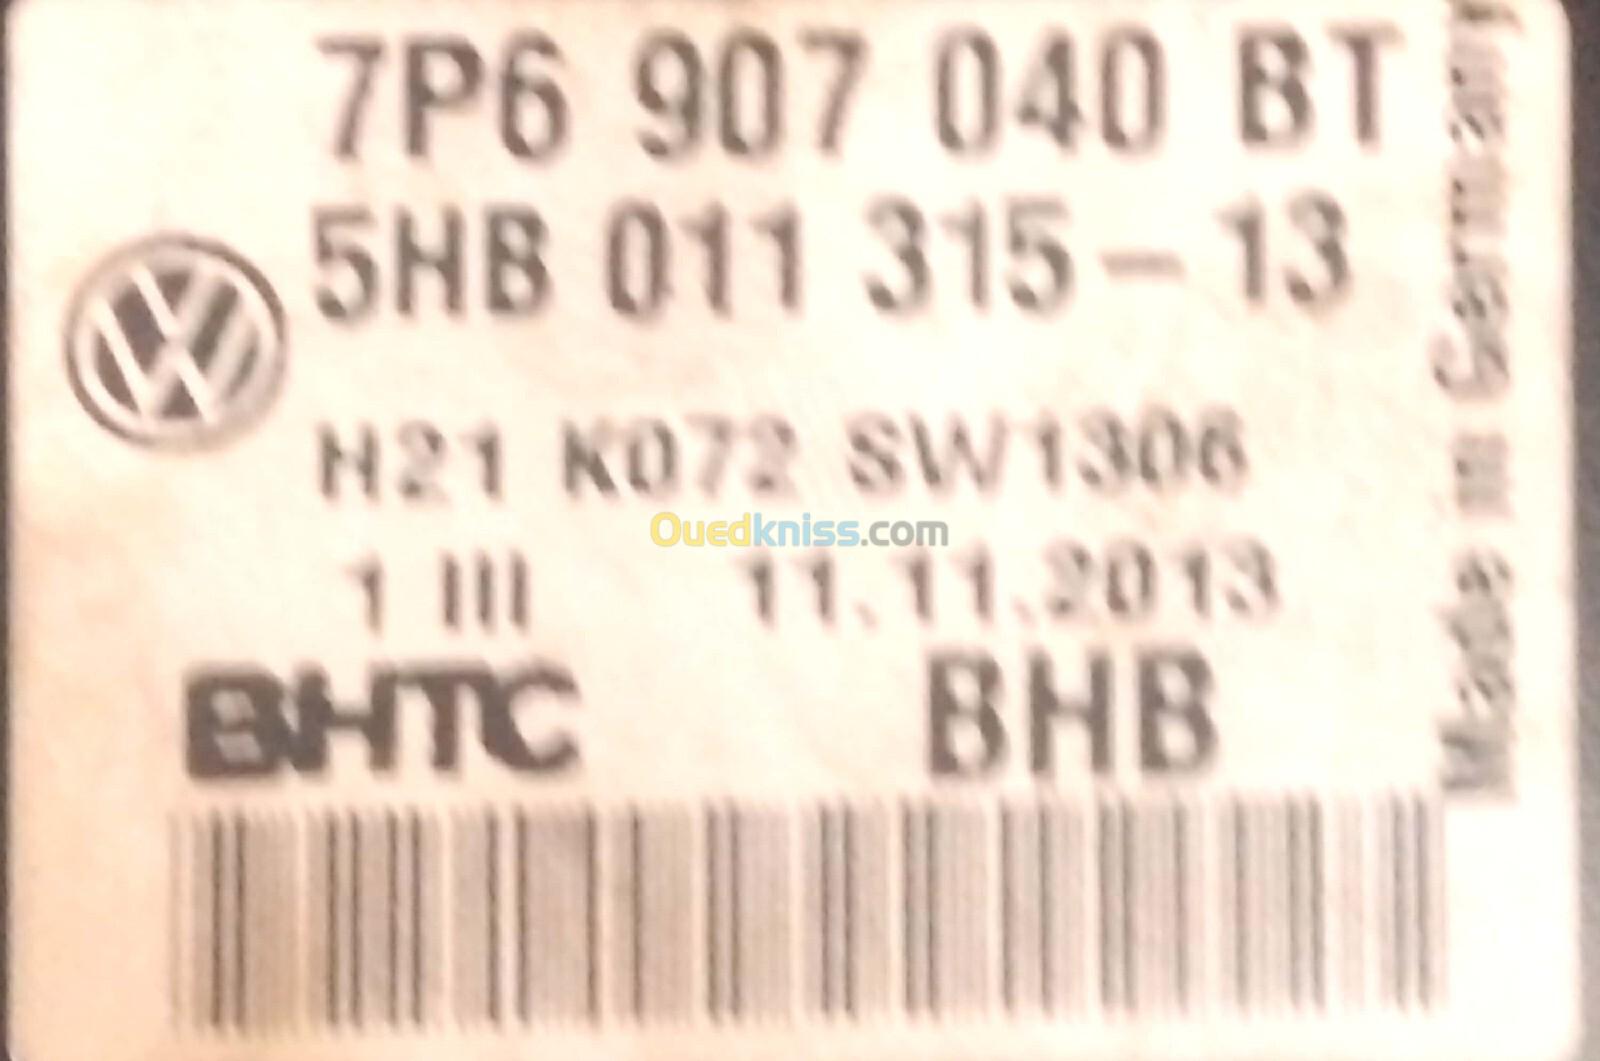 7P6 907 040 BT
5HB 011 315-13
H21 K072 SW1306
Ouedkniss.com
1 III 11.11.2013
BHTC BHB
Made in Germany